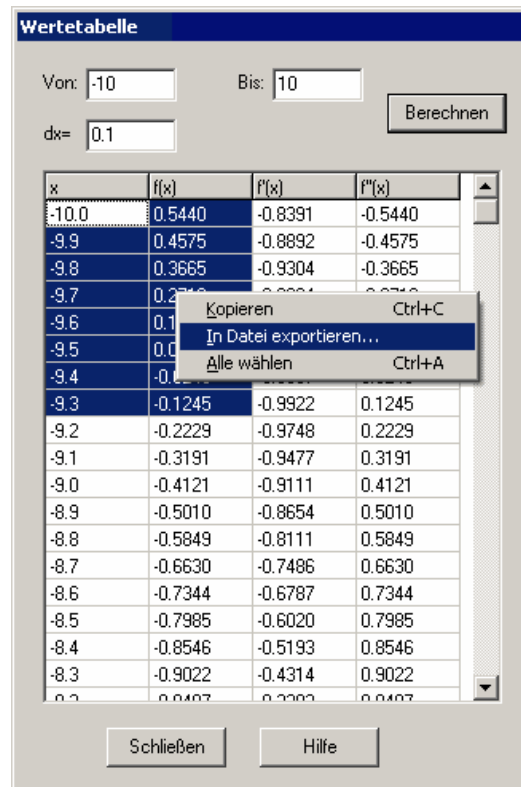 Wertetabelle
Von: -10 Bis: 10
Berechnen
dx= 0.1
x f(x) f'(x) f''(x)
-10.0 0.5440 -0.8391 -0.5440
-9.9 0.4575 -0.8892 -0.4575
-9.8 0.3665 -0.9304 -0.3665
-9.7
-9.6
-9.5
-9.4
Kopieren Ctrl+C
In Datei exportieren...
Alle wählen Ctrl+A
-9.3 -0.1245 -0.9922 0.1245
-9.2 -0.2229 -0.9748 0.2229
-9.1 -0.3191 -0.9477 0.3191
-9.0 -0.4121 -0.9111 0.4121
-8.9 -0.5010 -0.8654 0.5010
-8.8 -0.5849 -0.8111 0.5849
-8.7 -0.6630 -0.7486 0.6630
-8.6 -0.7344 -0.6787 0.7344
-8.5 -0.7985 -0.6020 0.7985
-8.4 -0.8546 -0.5193 0.8546
-8.3 -0.9022 -0.4314 0.9022
Schließen Hilfe